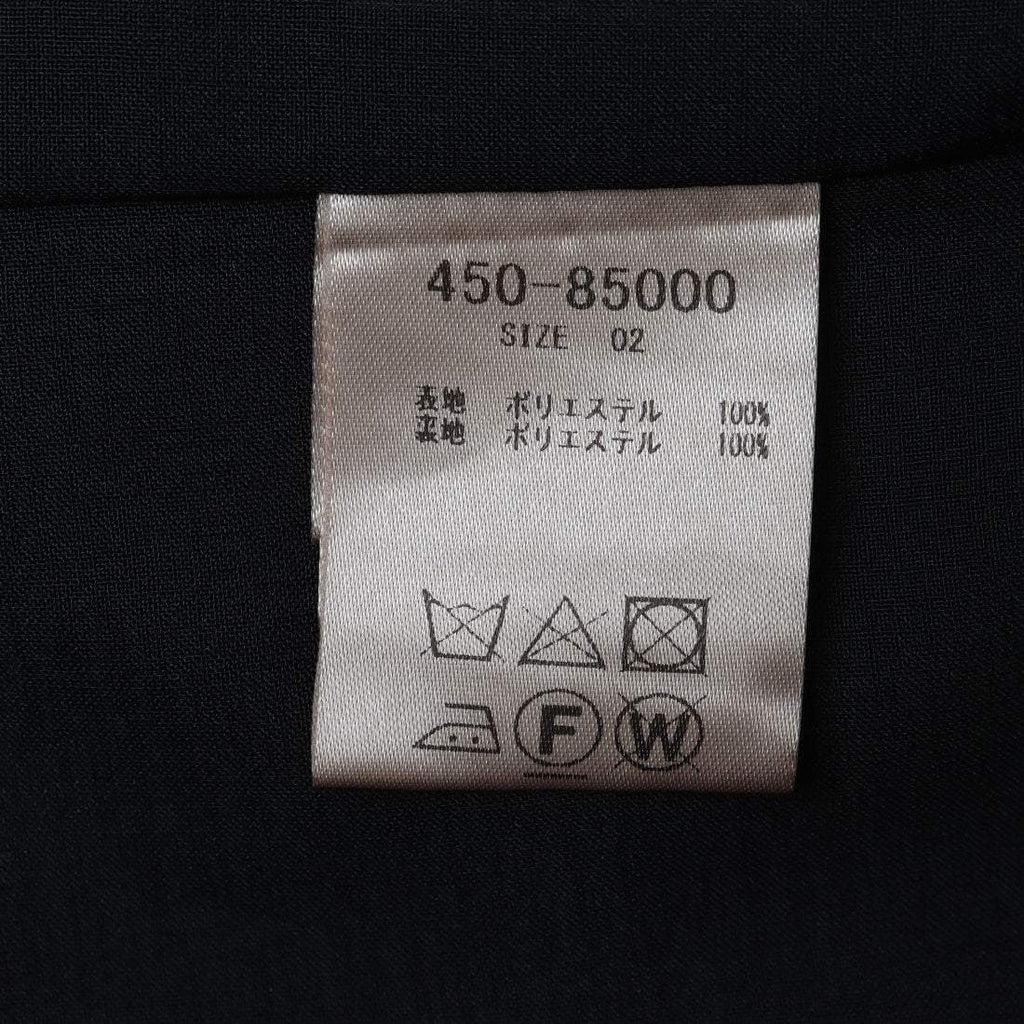 450-85000
SIZE 02
表地 ポリエステル 100%
裏地 ポリエステル 100%
F W